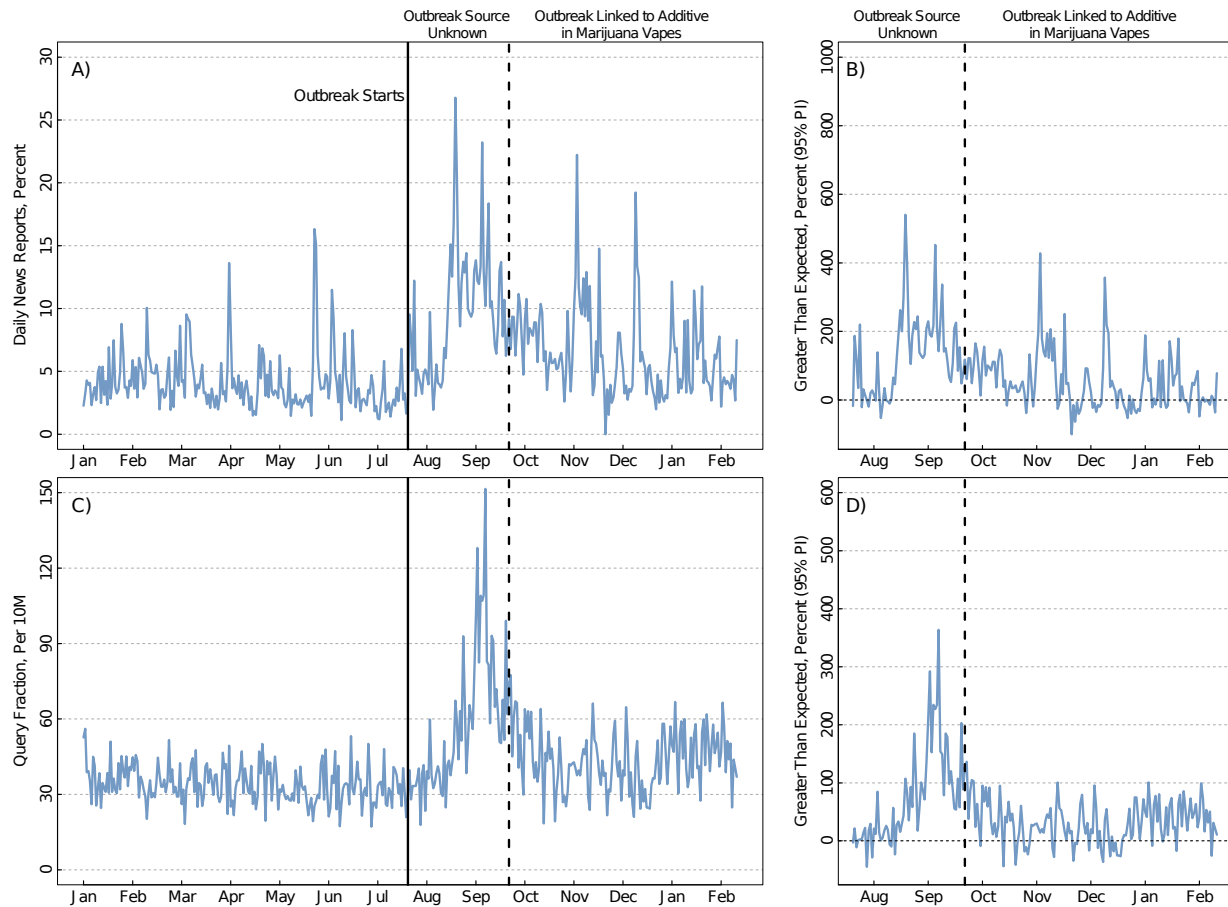 Outbreak Source
Unknown
Outbreak Linked to Additive
in Marijuana Vapes
Outbreak Source
Unknown
Outbreak Linked to Additive
in Marijuana Vapes
A)
Outbreak Starts
Daily News Reports, Percent
30
25
20
15
10
5
0
Jan Feb Mar Apr May Jun Jul Aug Sep Oct Nov Dec Jan Feb
B)
Greater Than Expected, Percent (95% PI)
1000
800
600
400
200
0
Aug Sep Oct Nov Dec Jan Feb
C)
Query Fraction, Per 10M
150
120
90
60
30
0
Jan Feb Mar Apr May Jun Jul Aug Sep Oct Nov Dec Jan Feb
D)
Greater Than Expected, Percent (95% PI)
600
500
400
300
200
100
0
Aug Sep Oct Nov Dec Jan Feb